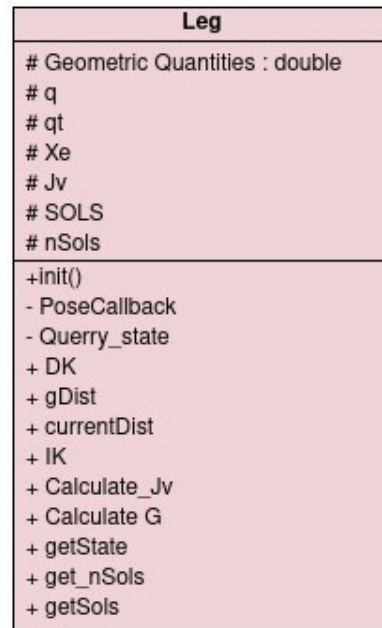 Leg
# Geometric Quantities : double
# q
# qt
# Xe
# Jv
# SOLS
# nSols
+init()
- PoseCallback
- Querry_state
+ DK
+ gDist
+ currentDist
+ IK
+ Calculate_Jv
+ Calculate G
+ getState
+ get_nSols
+ getSols